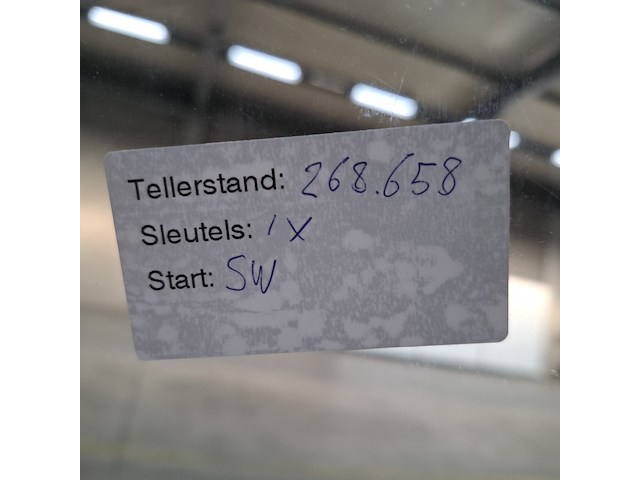 Tellerstand: 268.658
Sleutels: 1x
Start: SW